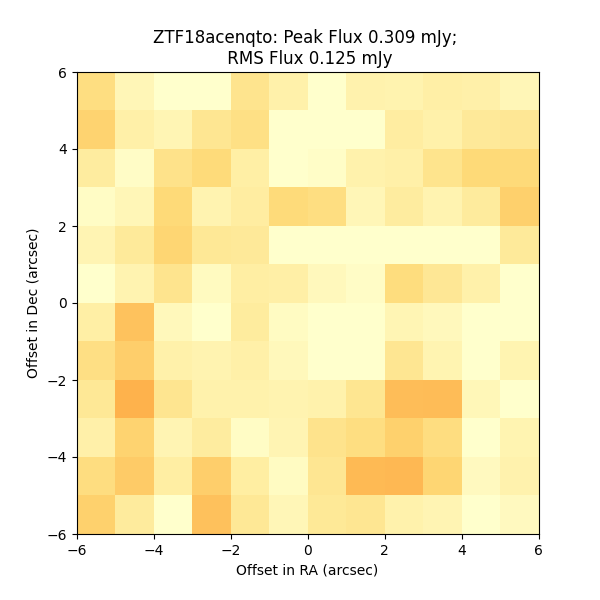 ZTF18acenqto: Peak Flux 0.309 mJy;
RMS Flux 0.125 mJy
6
4
2
0
−2
−4
−6
Offset in Dec (arcsec)
−6 −4 −2 0 2 4 6
Offset in RA (arcsec)